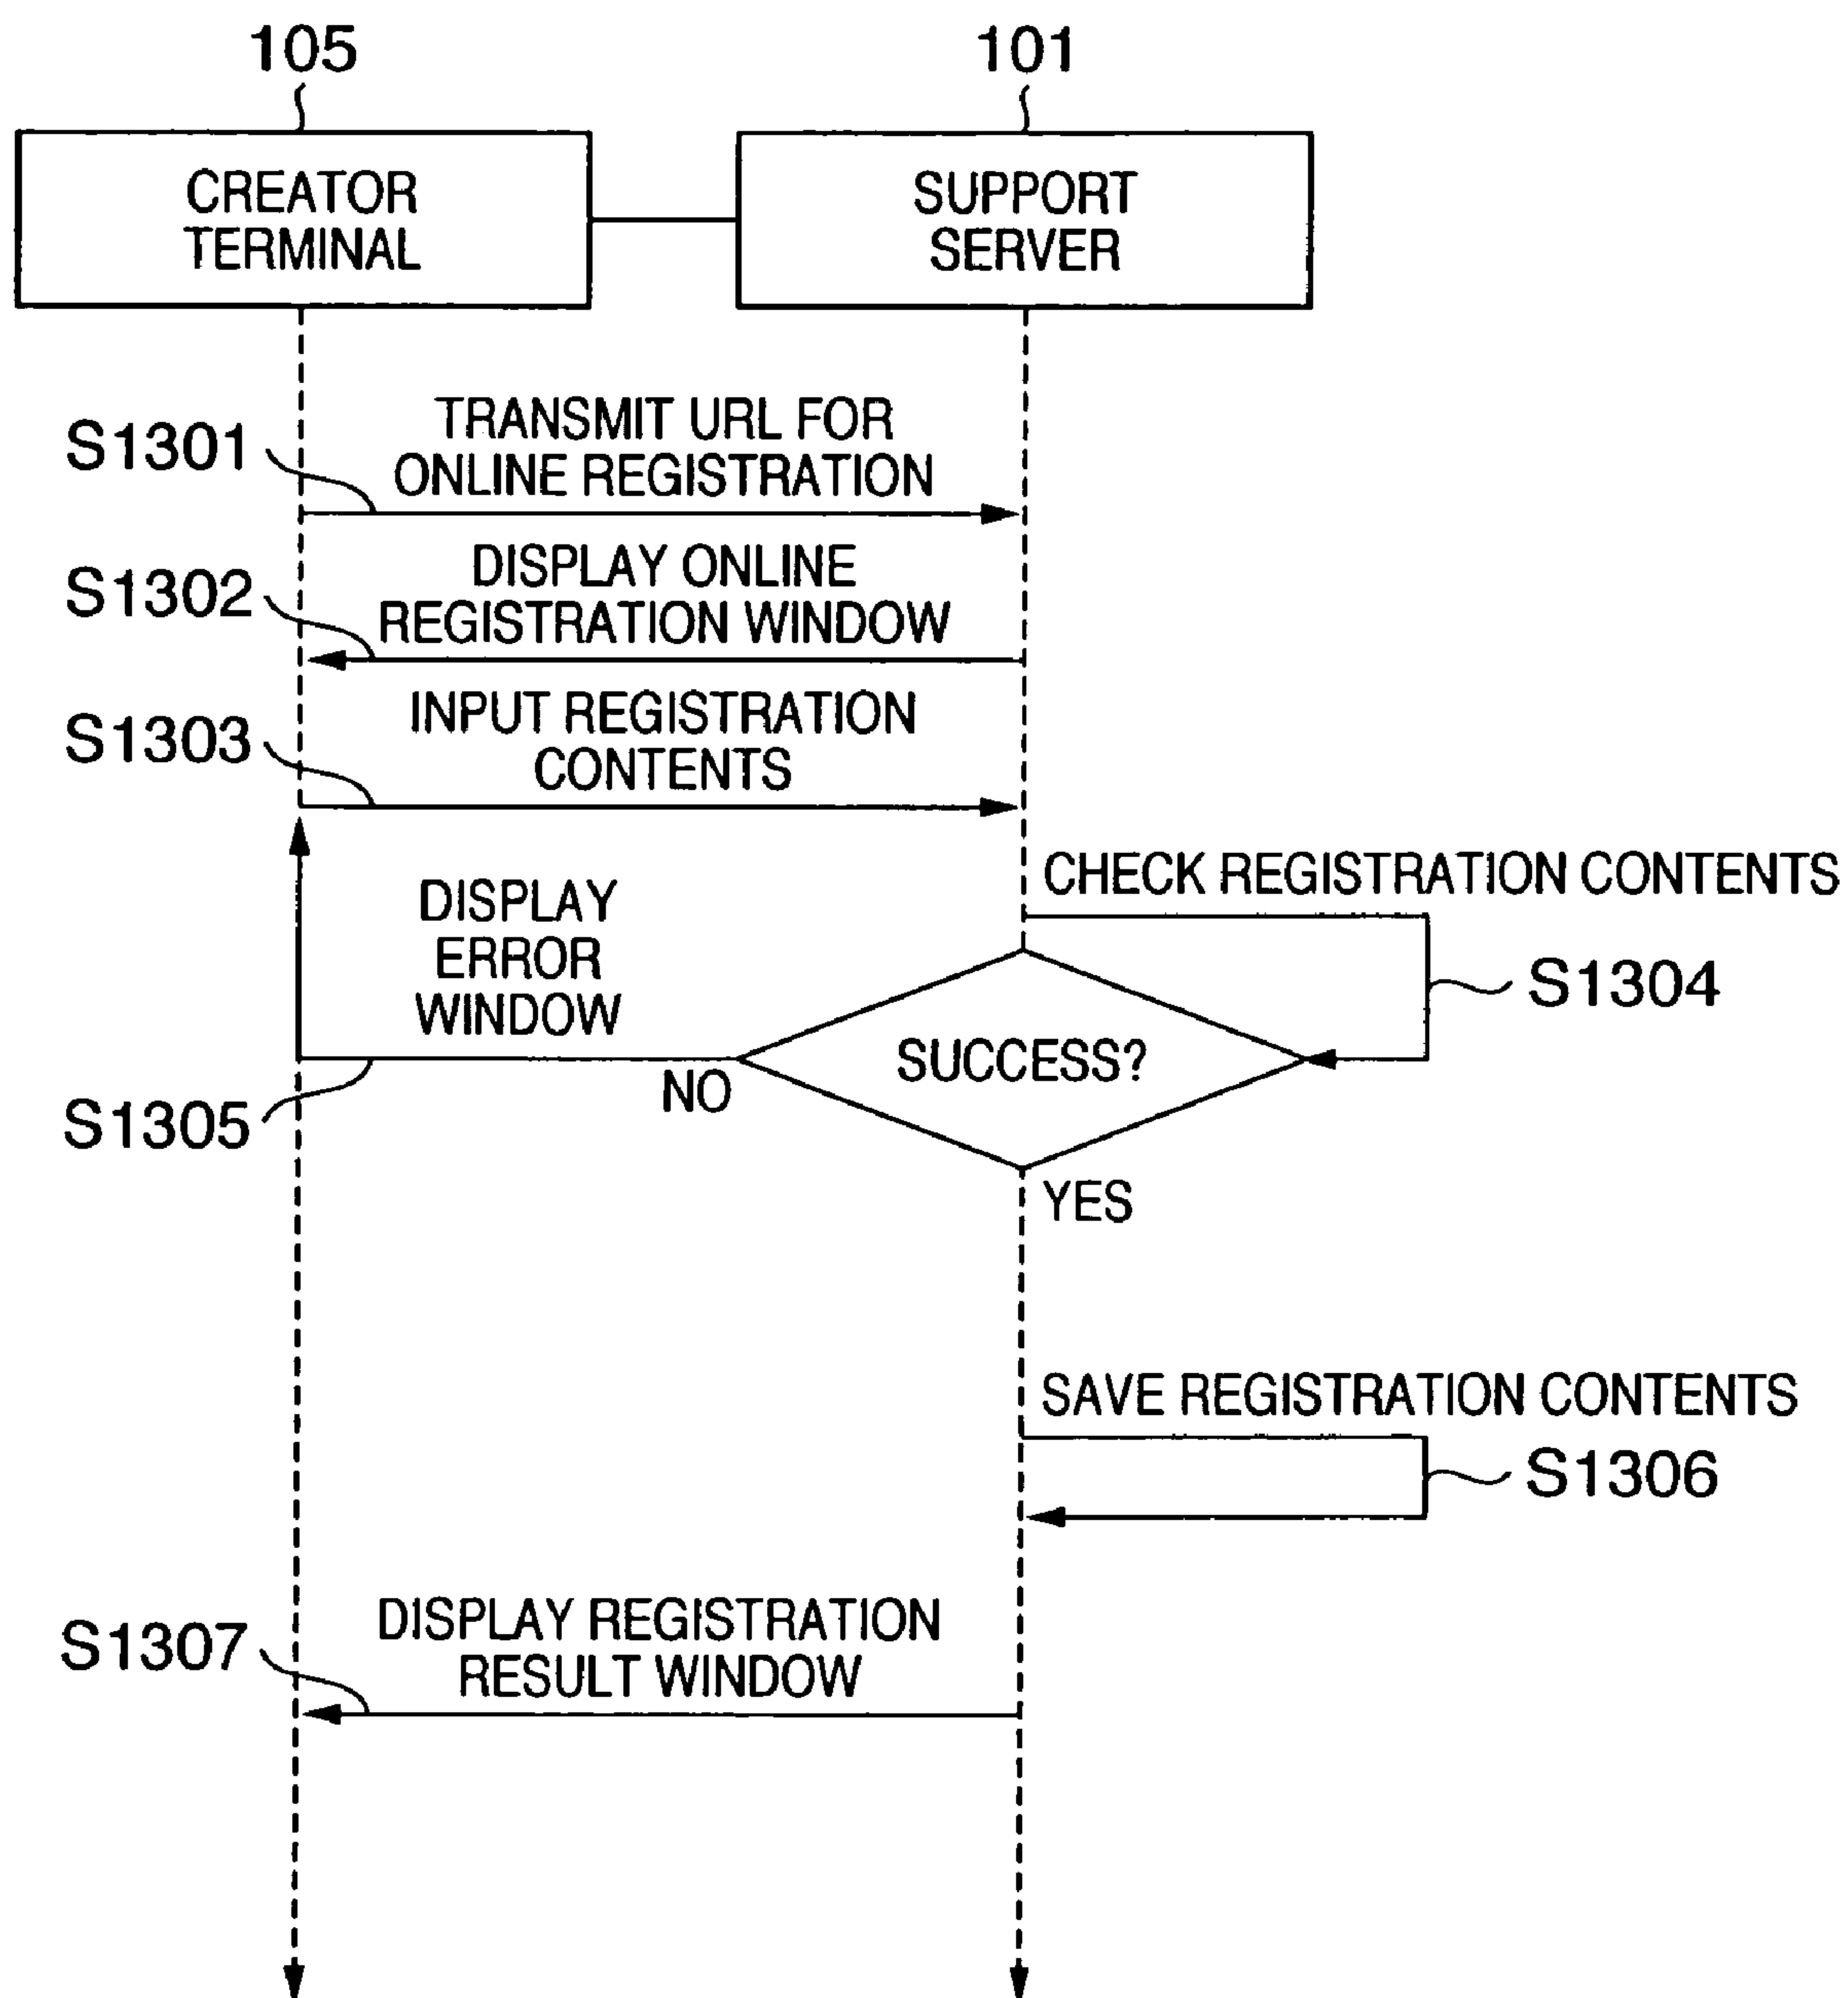 105
101
CREATOR
TERMINAL
SUPPORT
SERVER
S1301
TRANSMIT URL FOR
ONLINE REGISTRATION
S1302
DISPLAY ONLINE
REGISTRATION WINDOW
S1303
INPUT REGISTRATION
CONTENTS
CHECK REGISTRATION CONTENTS
S1304
DISPLAY
ERROR
WINDOW
SUCCESS?
NO
S1305
YES
SAVE REGISTRATION CONTENTS
S1306
S1307
DISPLAY REGISTRATION
RESULT WINDOW